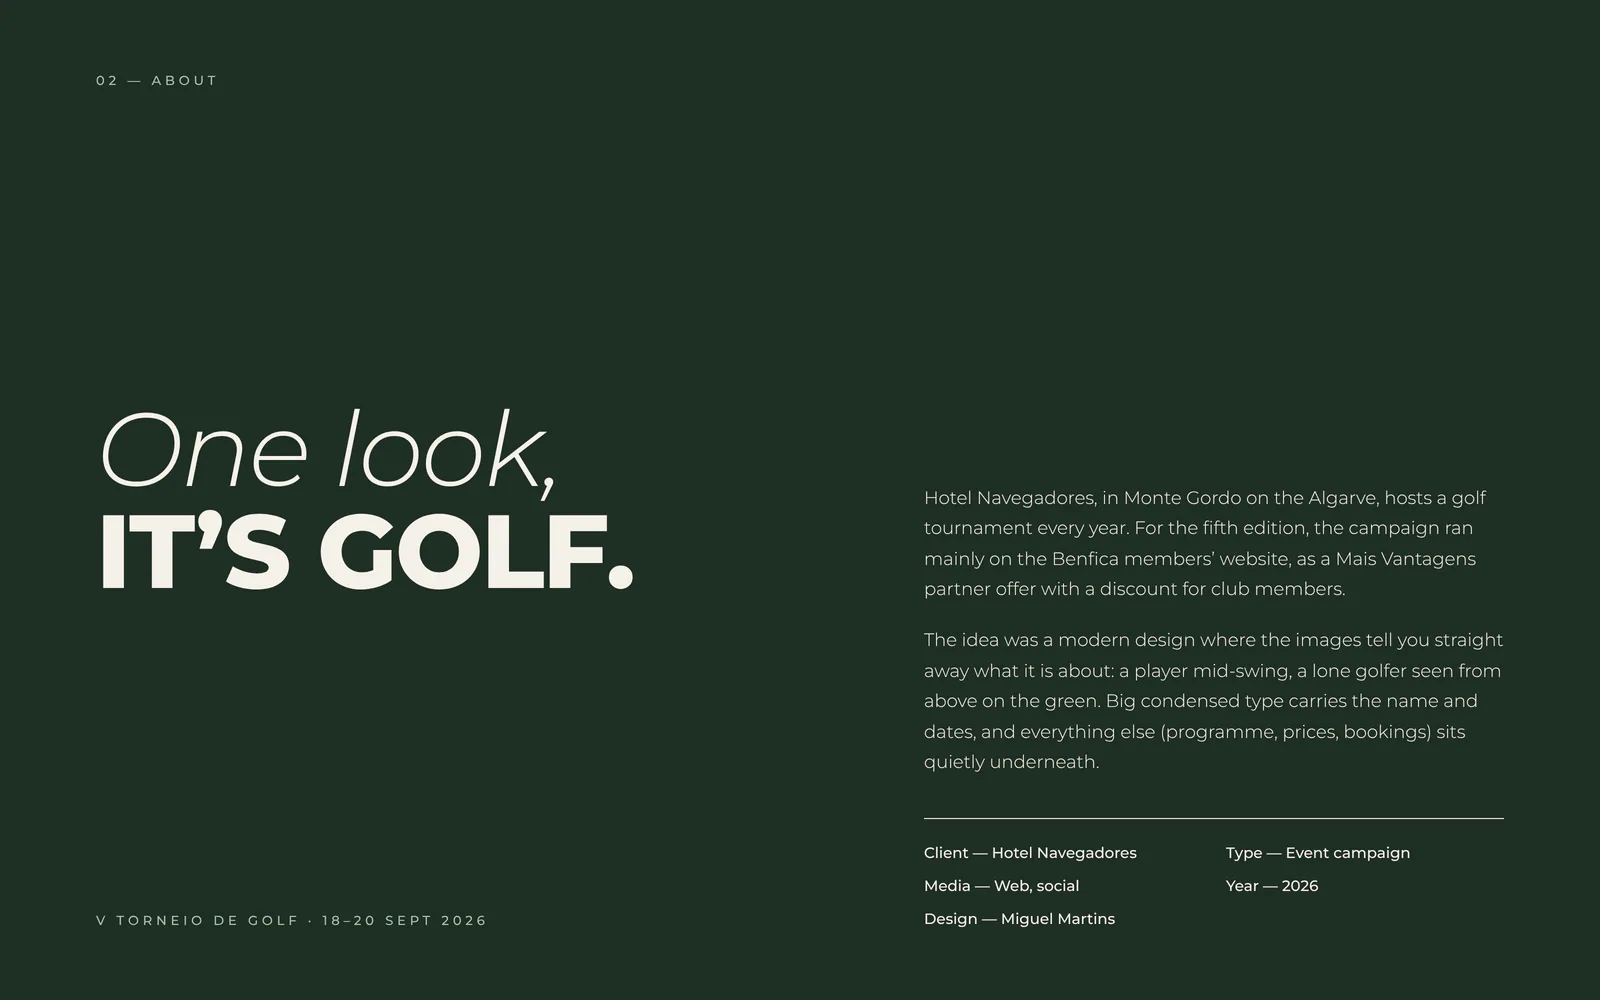 02 — ABOUT
One look,
IT’S GOLF.
Hotel Navegadores, in Monte Gordo on the Algarve, hosts a golf
tournament every year. For the fifth edition, the campaign ran
mainly on the Benfica members’ website, as a Mais Vantagens
partner offer with a discount for club members.
The idea was a modern design where the images tell you straight
away what it is about: a player mid-swing, a lone golfer seen from
above on the green. Big condensed type carries the name and
dates, and everything else (programme, prices, bookings) sits
quietly underneath.
Client — Hotel Navegadores
Type — Event campaign
Media — Web, social
Year — 2026
Design — Miguel Martins
V TORNEIO DE GOLF · 18–20 SEPT 2026